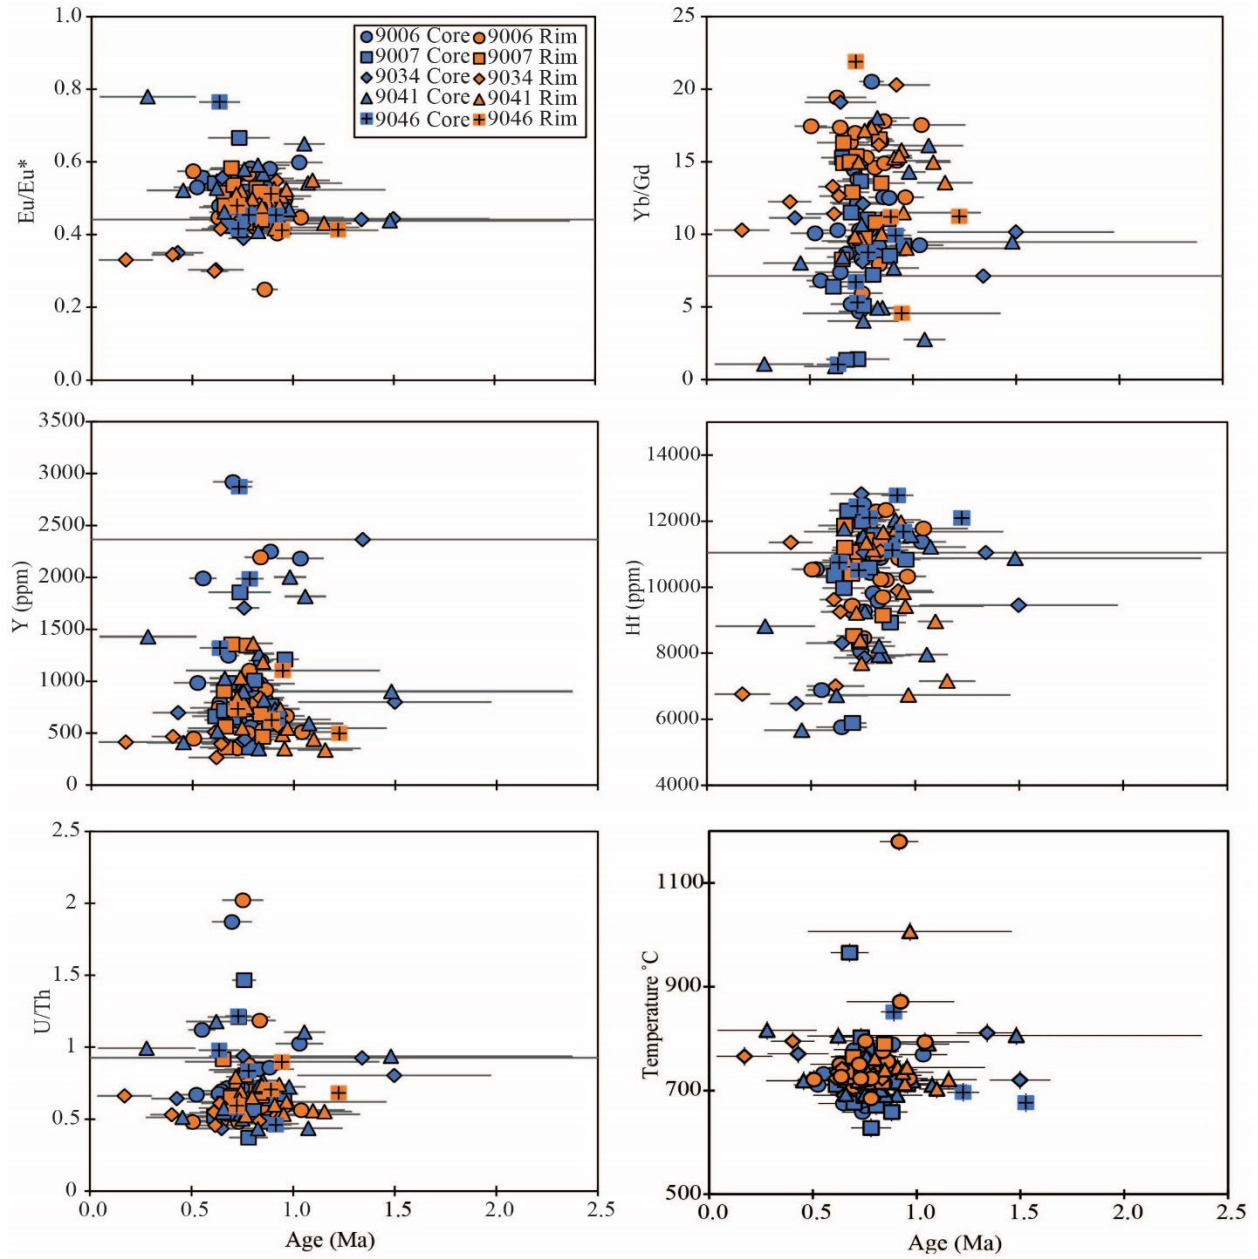 1.0
0.8
0.6
0.4
0.2
0.0
Eu/Eu*
9006 Core 9006 Rim
9007 Core 9007 Rim
9034 Core 9034 Rim
9041 Core 9041 Rim
9046 Core 9046 Rim
25
20
15
10
5
0
Yb/Gd
3500
3000
2500
2000
1500
1000
500
0
Y (ppm)
14000
12000
10000
8000
6000
4000
Hf (ppm)
2.5
2
1.5
1
0.5
0
U/Th
0.0 0.5 1.0 1.5 2.0 2.5
Age (Ma)
1100
900
700
500
Temperature °C
0.0 0.5 1.0 1.5 2.0 2.5
Age (Ma)